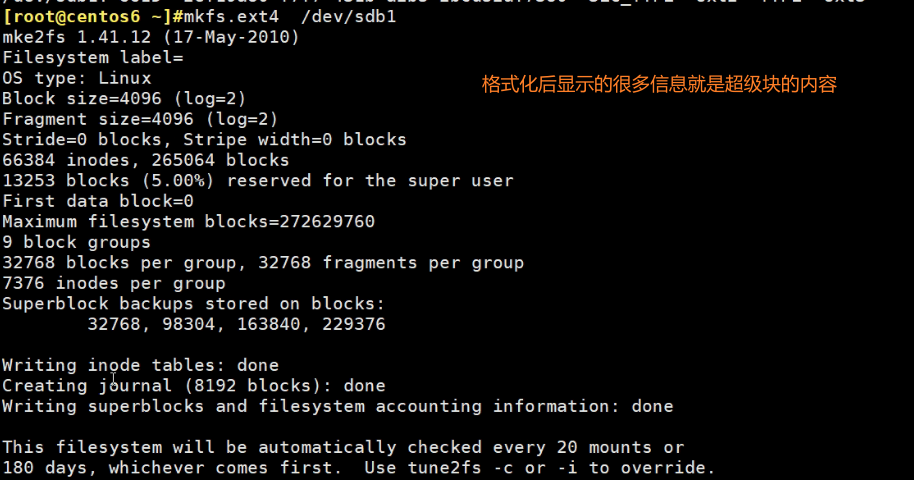 [root@centos6 ~]#mkfs.ext4  /dev/sdb1
mke2fs 1.41.12 (17-May-2010)
Filesystem label=
OS type: Linux
格式化后显示的很多信息就是超级块的内容
Block size=4096 (log=2)
Fragment size=4096 (log=2)
Stride=0 blocks, Stripe width=0 blocks
66384 inodes, 265064 blocks
13253 blocks (5.00%) reserved for the super user
First data block=0
Maximum filesystem blocks=272629760
9 block groups
32768 blocks per group, 32768 fragments per group
7376 inodes per group
Superblock backups stored on blocks:
32768, 98304, 163840, 229376
Writing inode tables: done
Creating journal (8192 blocks): done
Writing superblocks and filesystem accounting information: done
This filesystem will be automatically checked every 20 mounts or
180 days, whichever comes first.  Use tune2fs -c or -i to override.